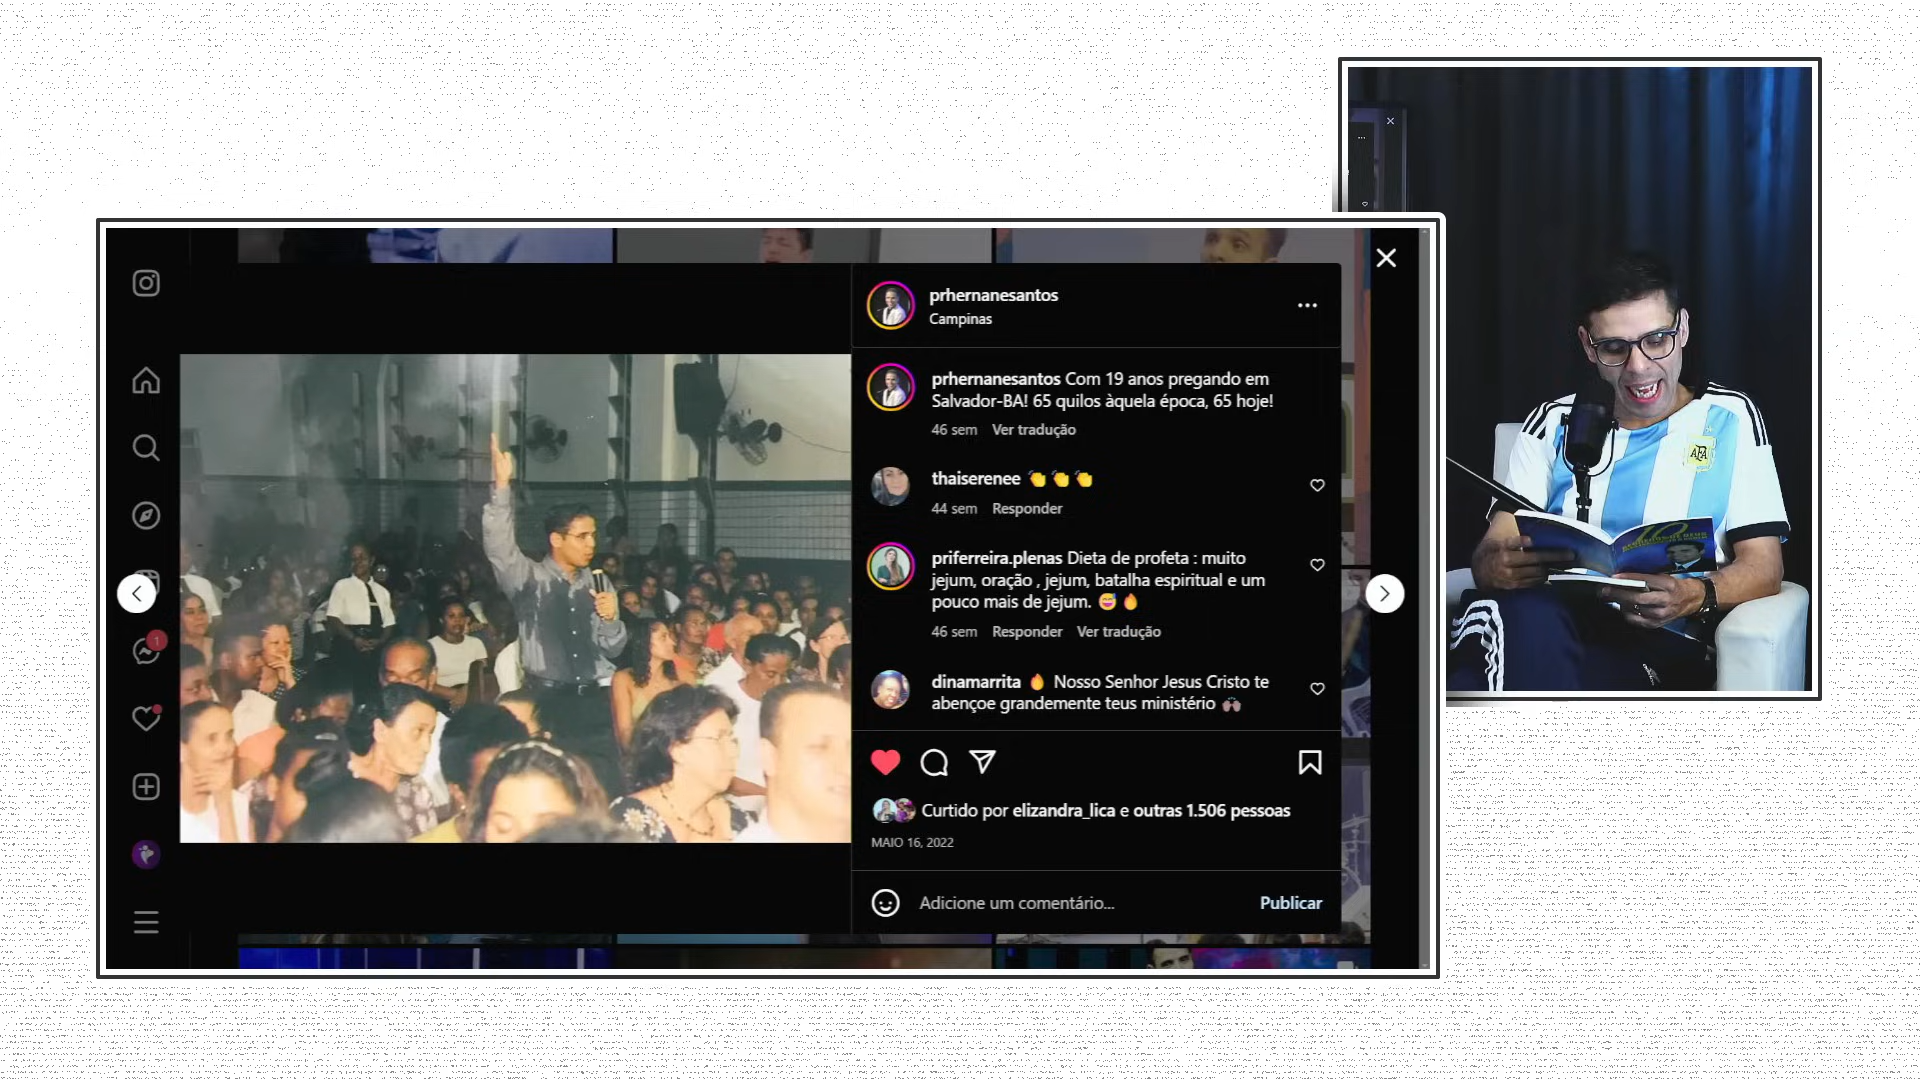 prhernanesantos
Campinas
prhernanesantos Com 19 anos pregando em
Salvador-BA! 65 quilos àquela época, 65 hoje!
46 sem Ver tradução
thaiserenee 👏👏👏
44 sem Responder
priferreira.plenas Dieta de profeta : muito
jejum, oração , jejum, batalha espiritual e um
pouco mais de jejum. 😅🔥
46 sem Responder Ver tradução
dinamarrita 🔥 Nosso Senhor Jesus Cristo te
abençoe grandemente teus ministério 🙌🏿
Curtido por elizandra_lica e outras 1.506 pessoas
MAIO 16, 2022
Adicione um comentário... Publicar
1
AFA